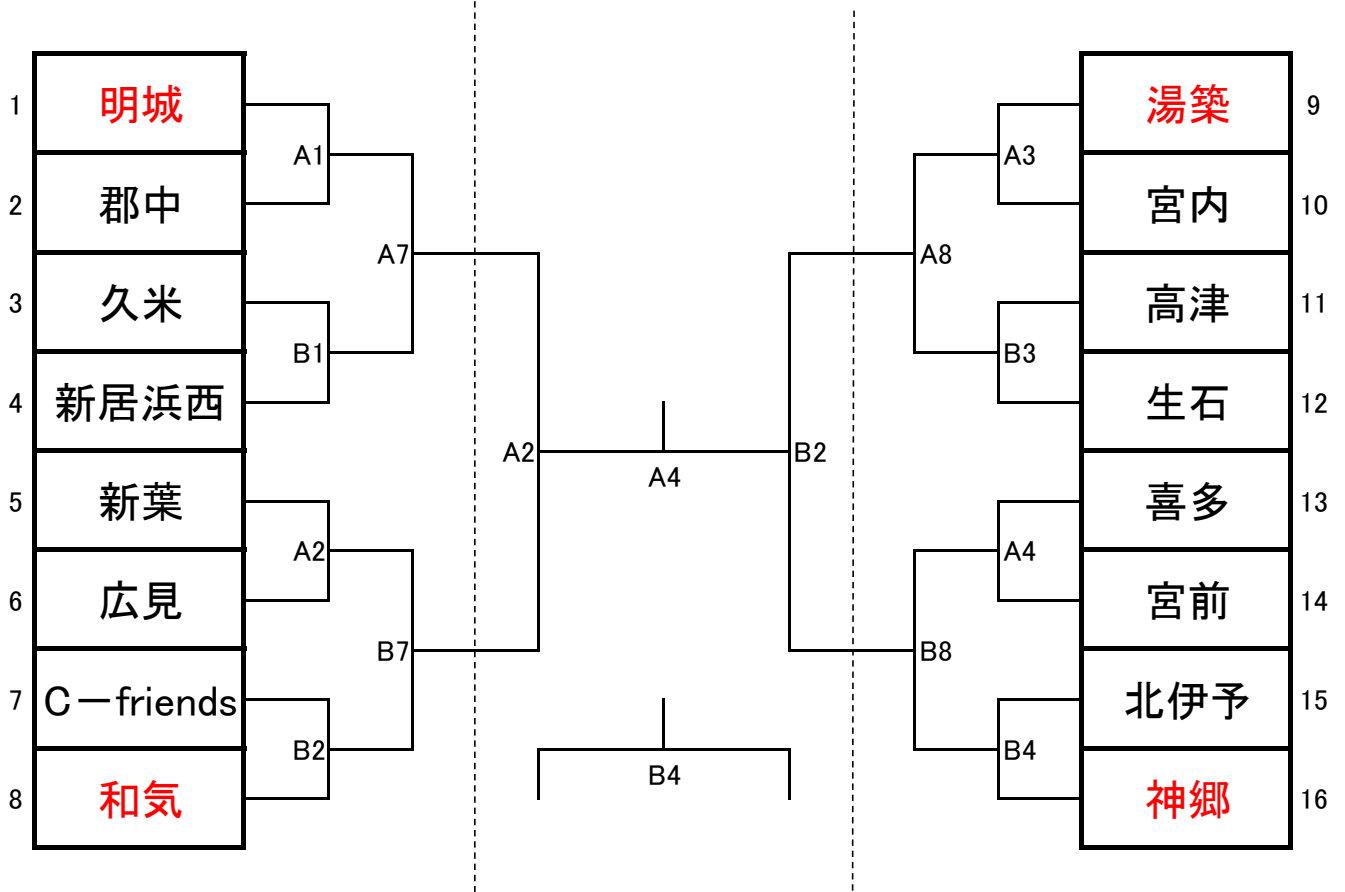 1
明城
2
郡中
3
久米
4
新居浜西
5
新葉
6
広見
7
C－friends
8
和気
A1
B1
A2
B2
A7
B7
A2
A4
B4
B2
A8
B8
A3
B3
A4
B4
湯築
9
宮内
10
高津
11
生石
12
喜多
13
宮前
14
北伊予
15
神郷
16